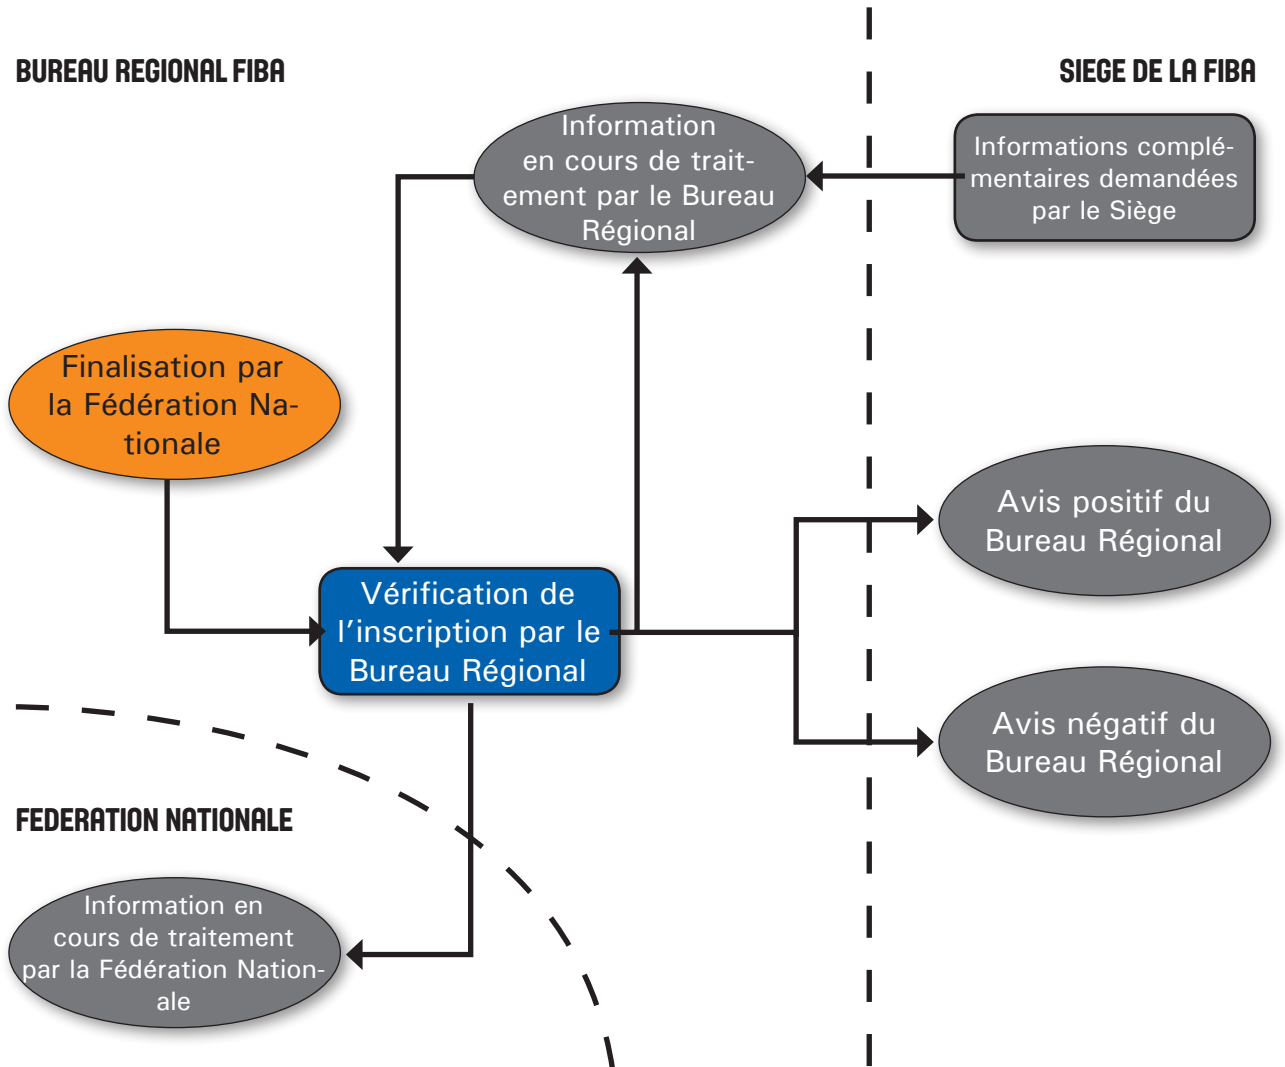 BUREAU REGIONAL FIBA
SIEGE DE LA FIBA
Information
en cours de trait-
ement par le Bureau
Régional
Informations complé-
mentaires demandées
par le Siège
Finalisation par
la Fédération Na-
tionale
Avis positif du
Bureau Régional
Vérification de
l'inscription par le
Bureau Régional
Avis négatif du
Bureau Régional
FEDERATION NATIONALE
Information en
cours de traitement
par la Fédération Nation-
ale